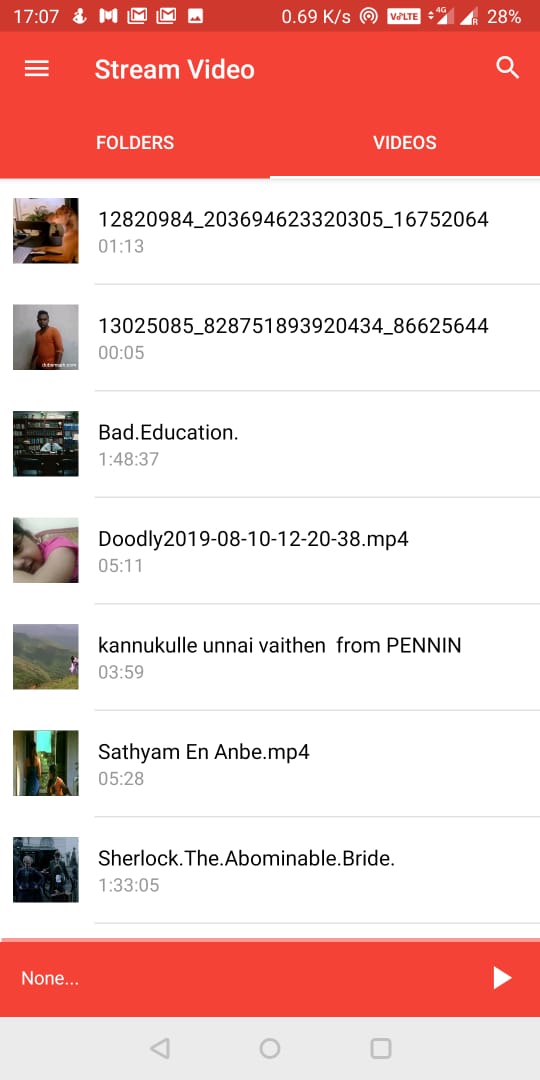 17:07 0.69 K/s VoLTE 4G R 28%
Stream Video
FOLDERS VIDEOS
12820984_203694623320305_16752064
01:13
13025085_828751893920434_86625644
00:05
dubsmash.com
Bad.Education.
1:48:37
Doodly2019-08-10-12-20-38.mp4
05:11
kannukulle unnai vaithen  from PENNIN
03:59
Sathyam En Anbe.mp4
05:28
Sherlock.The.Abominable.Bride.
1:33:05
None...